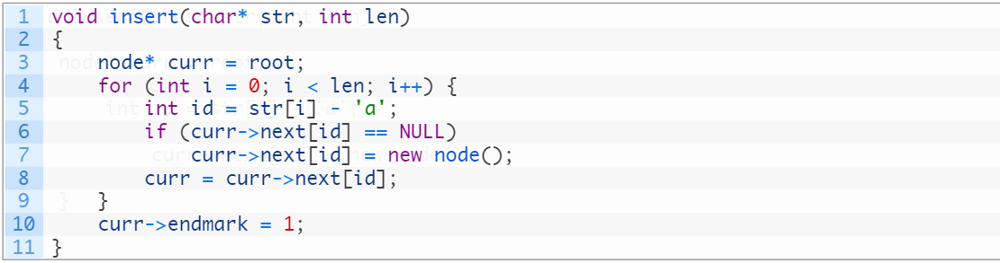 1 void insert(char* str, int len)
2 {
3     node* curr = root;
4     for (int i = 0; i < len; i++) {
5         int id = str[i] - 'a';
6         if (curr->next[id] == NULL)
7             curr->next[id] = new node();
8         curr = curr->next[id];
9     }
10     curr->endmark = 1;
11 }